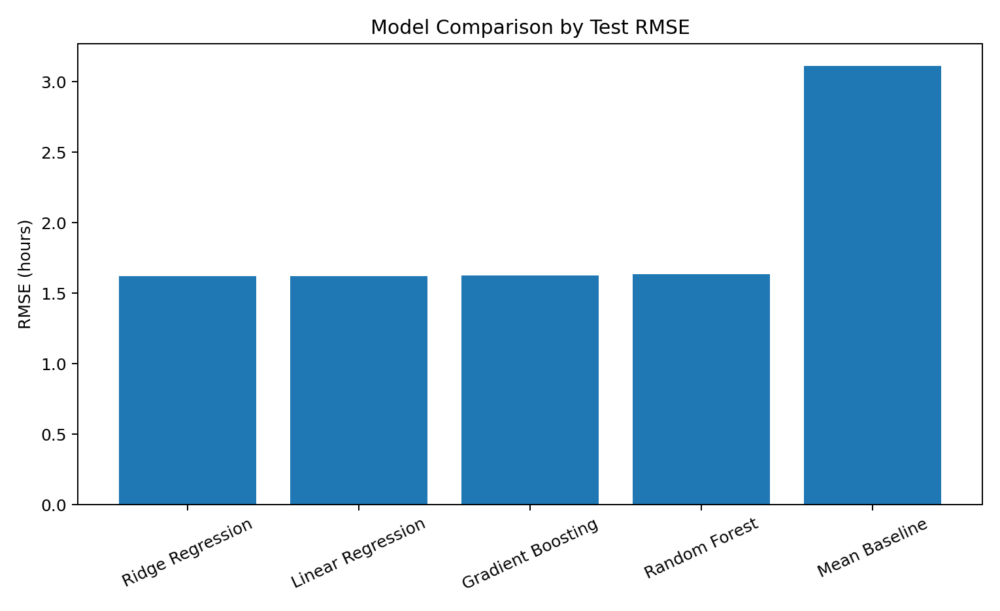 Model Comparison by Test RMSE
RMSE (hours)
3.0
2.5
2.0
1.5
1.0
0.5
0.0
Ridge Regression
Linear Regression
Gradient Boosting
Random Forest
Mean Baseline